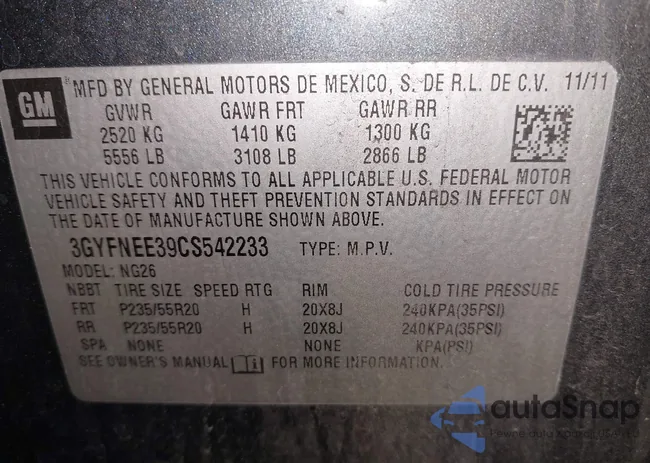 GM
® MFD BY GENERAL MOTORS DE MEXICO, S. DE R.L. DE C.V. 11/11
GVWR GAWR FRT GAWR RR
2520 KG 1410 KG 1300 KG
5556 LB 3108 LB 2866 LB
THIS VEHICLE CONFORMS TO ALL APPLICABLE U.S. FEDERAL MOTOR
VEHICLE SAFETY AND THEFT PREVENTION STANDARDS IN EFFECT ON
THE DATE OF MANUFACTURE SHOWN ABOVE.
3GYFNEE39CS542233 TYPE: M.P.V.
MODEL: NG26
NBBT TIRE SIZE SPEED RTG RIM COLD TIRE PRESSURE
FRT P235/55R20 H 20X8J 240KPA(35PSI)
RR P235/55R20 H 20X8J 240KPA(35PSI)
SPA NONE NONE KPA(PSI)
SEE OWNER'S MANUAL FOR MORE INFORMATION.
autaSnap
Pewne auto